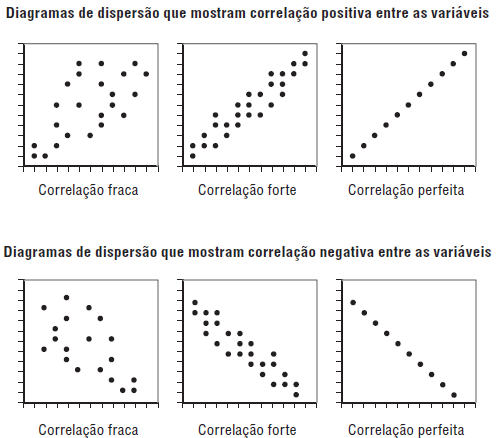 Diagramas de dispersão que mostram correlação positiva entre as variáveis
Correlação fraca
Correlação forte
Correlação perfeita
Diagramas de dispersão que mostram correlação negativa entre as variáveis
Correlação fraca
Correlação forte
Correlação perfeita